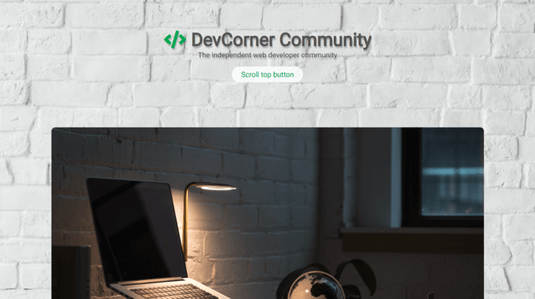 </> DevCorner Community
The independent web developer community
Scroll top button